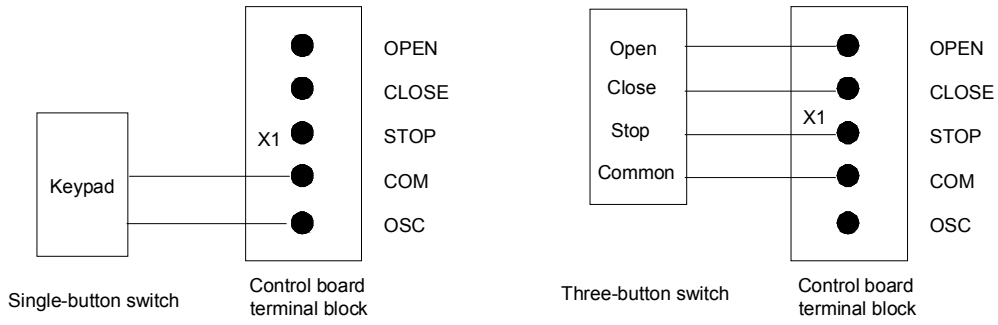 OPEN
CLOSE
X1
STOP
Keypad
COM
OSC
Single-button switch
Control board
terminal block
Open
OPEN
Close
CLOSE
X1
Stop
STOP
Common
COM
OSC
Three-button switch
Control board
terminal block